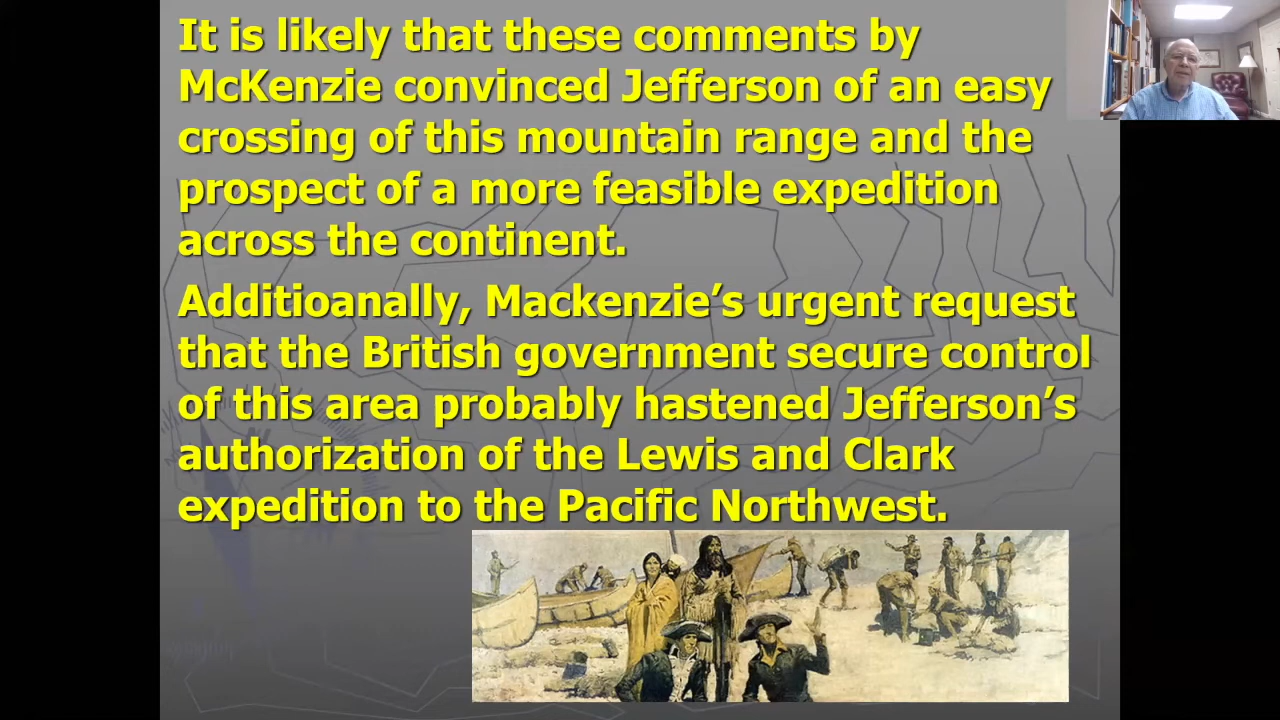 It is likely that these comments by
McKenzie convinced Jefferson of an easy
crossing of this mountain range and the
prospect of a more feasible expedition
across the continent.
Additioanally, Mackenzie’s urgent request
that the British government secure control
of this area probably hastened Jefferson’s
authorization of the Lewis and Clark
expedition to the Pacific Northwest.